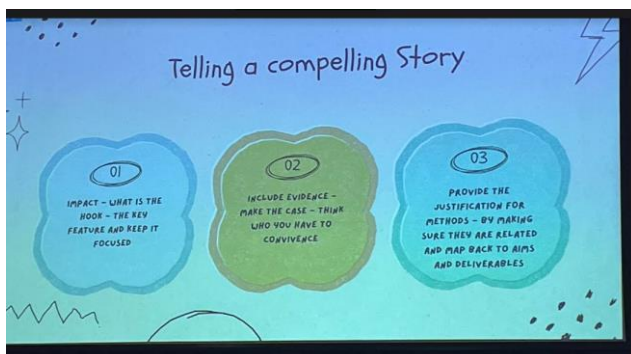 Telling a compelling Story
01
IMPACT – WHAT IS THE
HOOK – THE KEY
FEATURE AND KEEP IT
FOCUSED
02
INCLUDE EVIDENCE –
MAKE THE CASE – THINK
WHO YOU HAVE TO
CONVIVENCE
03
PROVIDE THE
JUSTIFICATION FOR
METHODS – BY MAKING
SURE THEY ARE RELATED
AND MAP BACK TO AIMS
AND DELIVERABLES